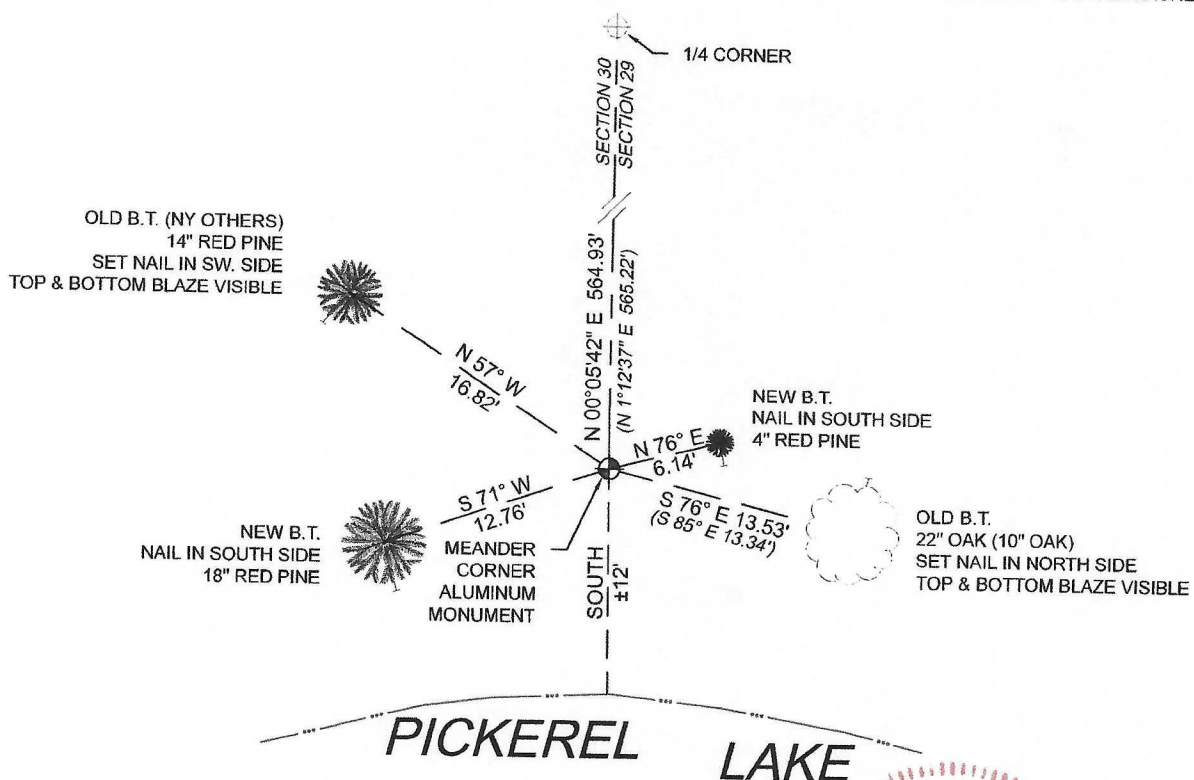 1/4 CORNER
SECTION 30
SECTION 29
OLD B.T. (NY OTHERS)
14" RED PINE
SET NAIL IN SW. SIDE
TOP & BOTTOM BLAZE VISIBLE
N 00°05'42" E 564.93'
(N 1°12'37" E 565.22')
N 57° W
16.82'
NEW B.T.
NAIL IN SOUTH SIDE
4" RED PINE
N 76° E
6.14'
S 71° W
12.76'
S 76° E 13.53'
(S 85° E 13.34')
NEW B.T.
NAIL IN SOUTH SIDE
18" RED PINE
MEANDER
CORNER
ALUMINUM
MONUMENT
OLD B.T.
22" OAK (10" OAK)
SET NAIL IN NORTH SIDE
TOP & BOTTOM BLAZE VISIBLE
SOUTH
±12'
PICKEREL LAKE